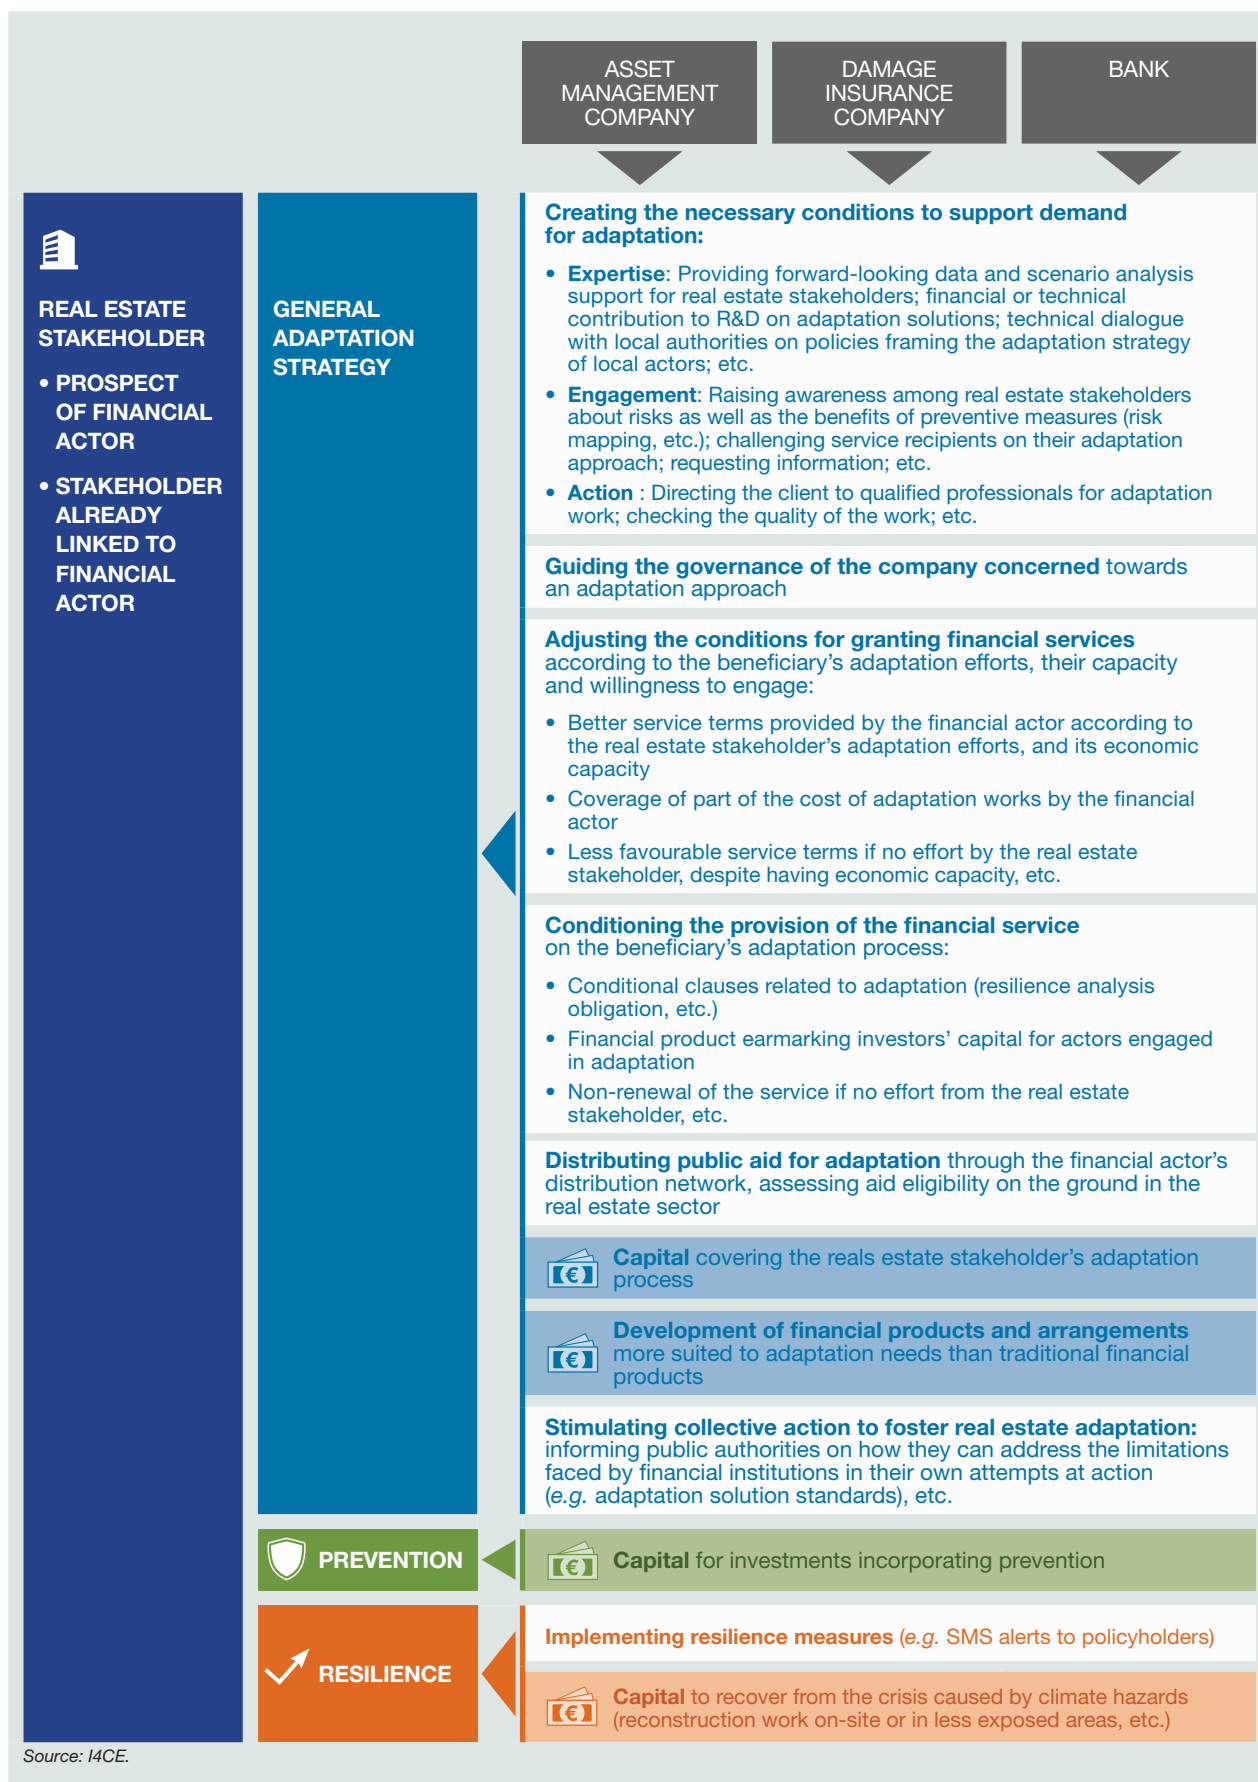 ASSET
MANAGEMENT
COMPANY
DAMAGE
INSURANCE
COMPANY
BANK
REAL ESTATE
STAKEHOLDER
• PROSPECT
OF FINANCIAL
ACTOR
• STAKEHOLDER
ALREADY
LINKED TO
FINANCIAL
ACTOR
GENERAL
ADAPTATION
STRATEGY
Creating the necessary conditions to support demand
for adaptation:
• Expertise: Providing forward-looking data and scenario analysis
support for real estate stakeholders; financial or technical
contribution to R&D on adaptation solutions; technical dialogue
with local authorities on policies framing the adaptation strategy
of local actors; etc.
• Engagement: Raising awareness among real estate stakeholders
about risks as well as the benefits of preventive measures (risk
mapping, etc.); challenging service recipients on their adaptation
approach; requesting information; etc.
• Action : Directing the client to qualified professionals for adaptation
work; checking the quality of the work; etc.
Guiding the governance of the company concerned towards
an adaptation approach
Adjusting the conditions for granting financial services
according to the beneficiary’s adaptation efforts, their capacity
and willingness to engage:
• Better service terms provided by the financial actor according to
the real estate stakeholder’s adaptation efforts, and its economic
capacity
• Coverage of part of the cost of adaptation works by the financial
actor
• Less favourable service terms if no effort by the real estate
stakeholder, despite having economic capacity, etc.
Conditioning the provision of the financial service
on the beneficiary’s adaptation process:
• Conditional clauses related to adaptation (resilience analysis
obligation, etc.)
• Financial product earmarking investors’ capital for actors engaged
in adaptation
• Non-renewal of the service if no effort from the real estate
stakeholder, etc.
Distributing public aid for adaptation through the financial actor’s
distribution network, assessing aid eligibility on the ground in the
real estate sector
€
Capital covering the reals estate stakeholder’s adaptation
process
€
Development of financial products and arrangements
more suited to adaptation needs than traditional financial
products
Stimulating collective action to foster real estate adaptation:
informing public authorities on how they can address the limitations
faced by financial institutions in their own attempts at action
(e.g. adaptation solution standards), etc.
PREVENTION
€
Capital for investments incorporating prevention
RESILIENCE
Implementing resilience measures (e.g. SMS alerts to policyholders)
€
Capital to recover from the crisis caused by climate hazards
(reconstruction work on-site or in less exposed areas, etc.)
Source: I4CE.